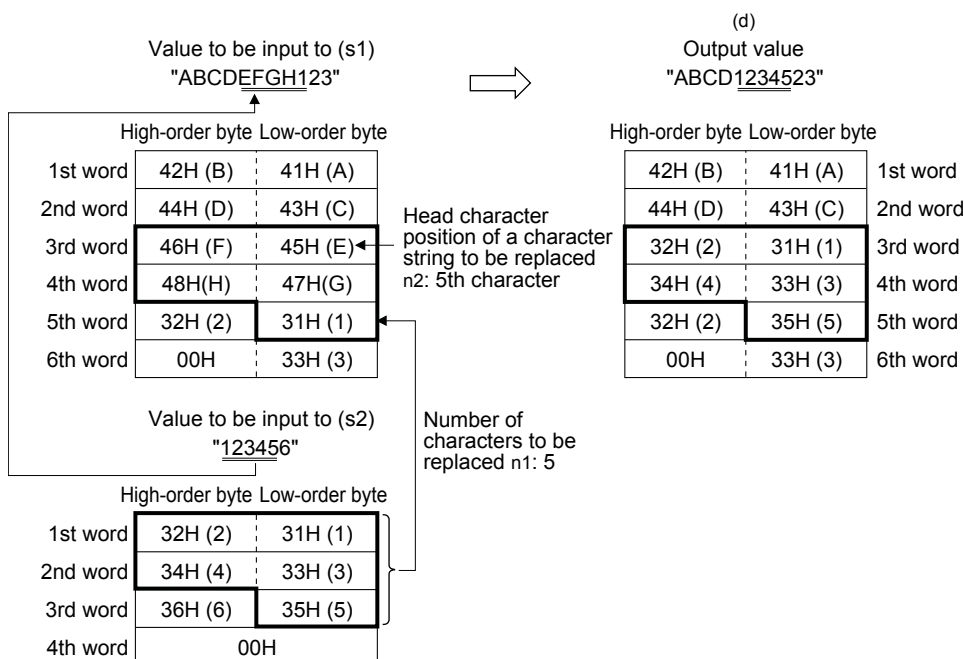 Value to be input to (s1)
"ABCDEFGH123"
High-order byte Low-order byte
1st word 42H (B) 41H (A)
2nd word 44H (D) 43H (C)
3rd word 46H (F) 45H (E)
4th word 48H(H) 47H(G)
5th word 32H (2) 31H (1)
6th word 00H 33H (3)
Head character
position of a character
string to be replaced
n2: 5th character
(d)
Output value
"ABCD1234523"
High-order byte Low-order byte
42H (B) 41H (A) 1st word
44H (D) 43H (C) 2nd word
32H (2) 31H (1) 3rd word
34H (4) 33H (3) 4th word
32H (2) 35H (5) 5th word
00H 33H (3) 6th word
Value to be input to (s2)
"123456"
High-order byte Low-order byte
1st word 32H (2) 31H (1)
2nd word 34H (4) 33H (3)
3rd word 36H (6) 35H (5)
4th word 00H
Number of
characters to be
replaced n1: 5